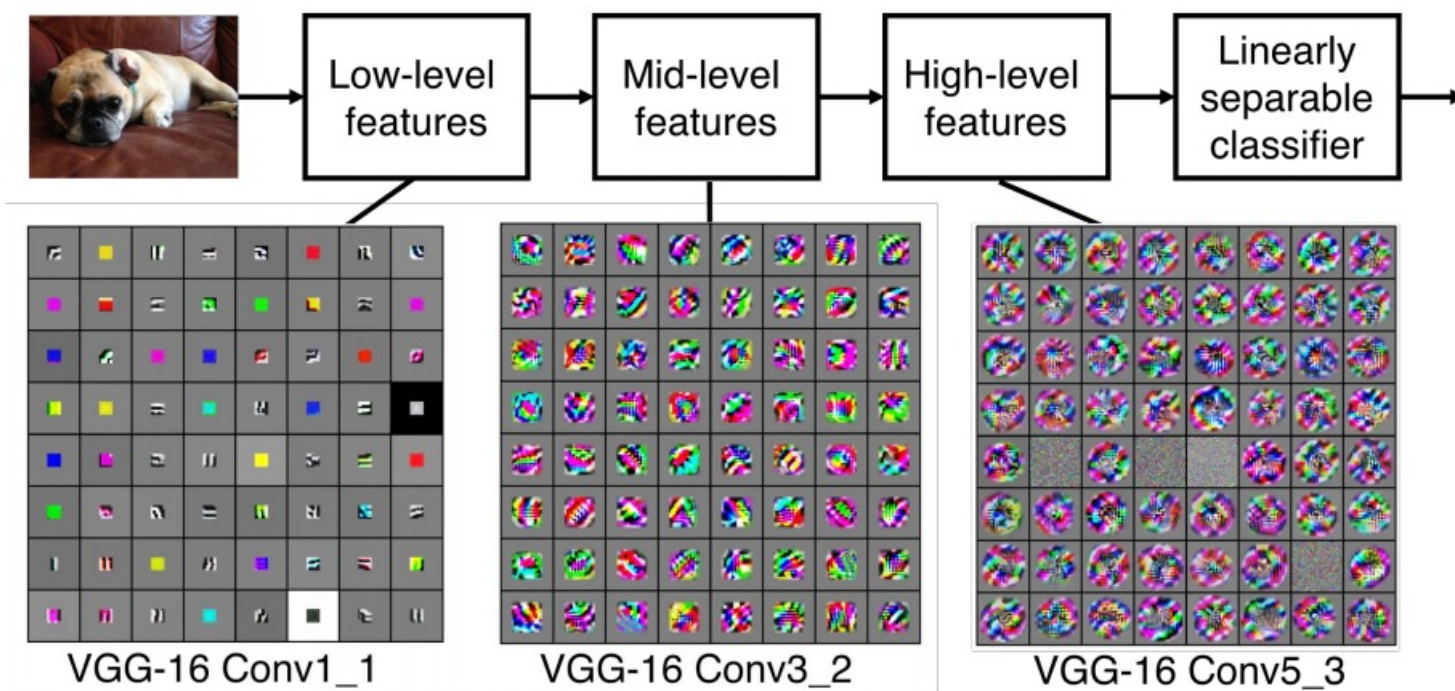 Low-level
features
Mid-level
features
High-level
features
Linearly
separable
classifier
VGG-16 Conv1_1
VGG-16 Conv3_2
VGG-16 Conv5_3